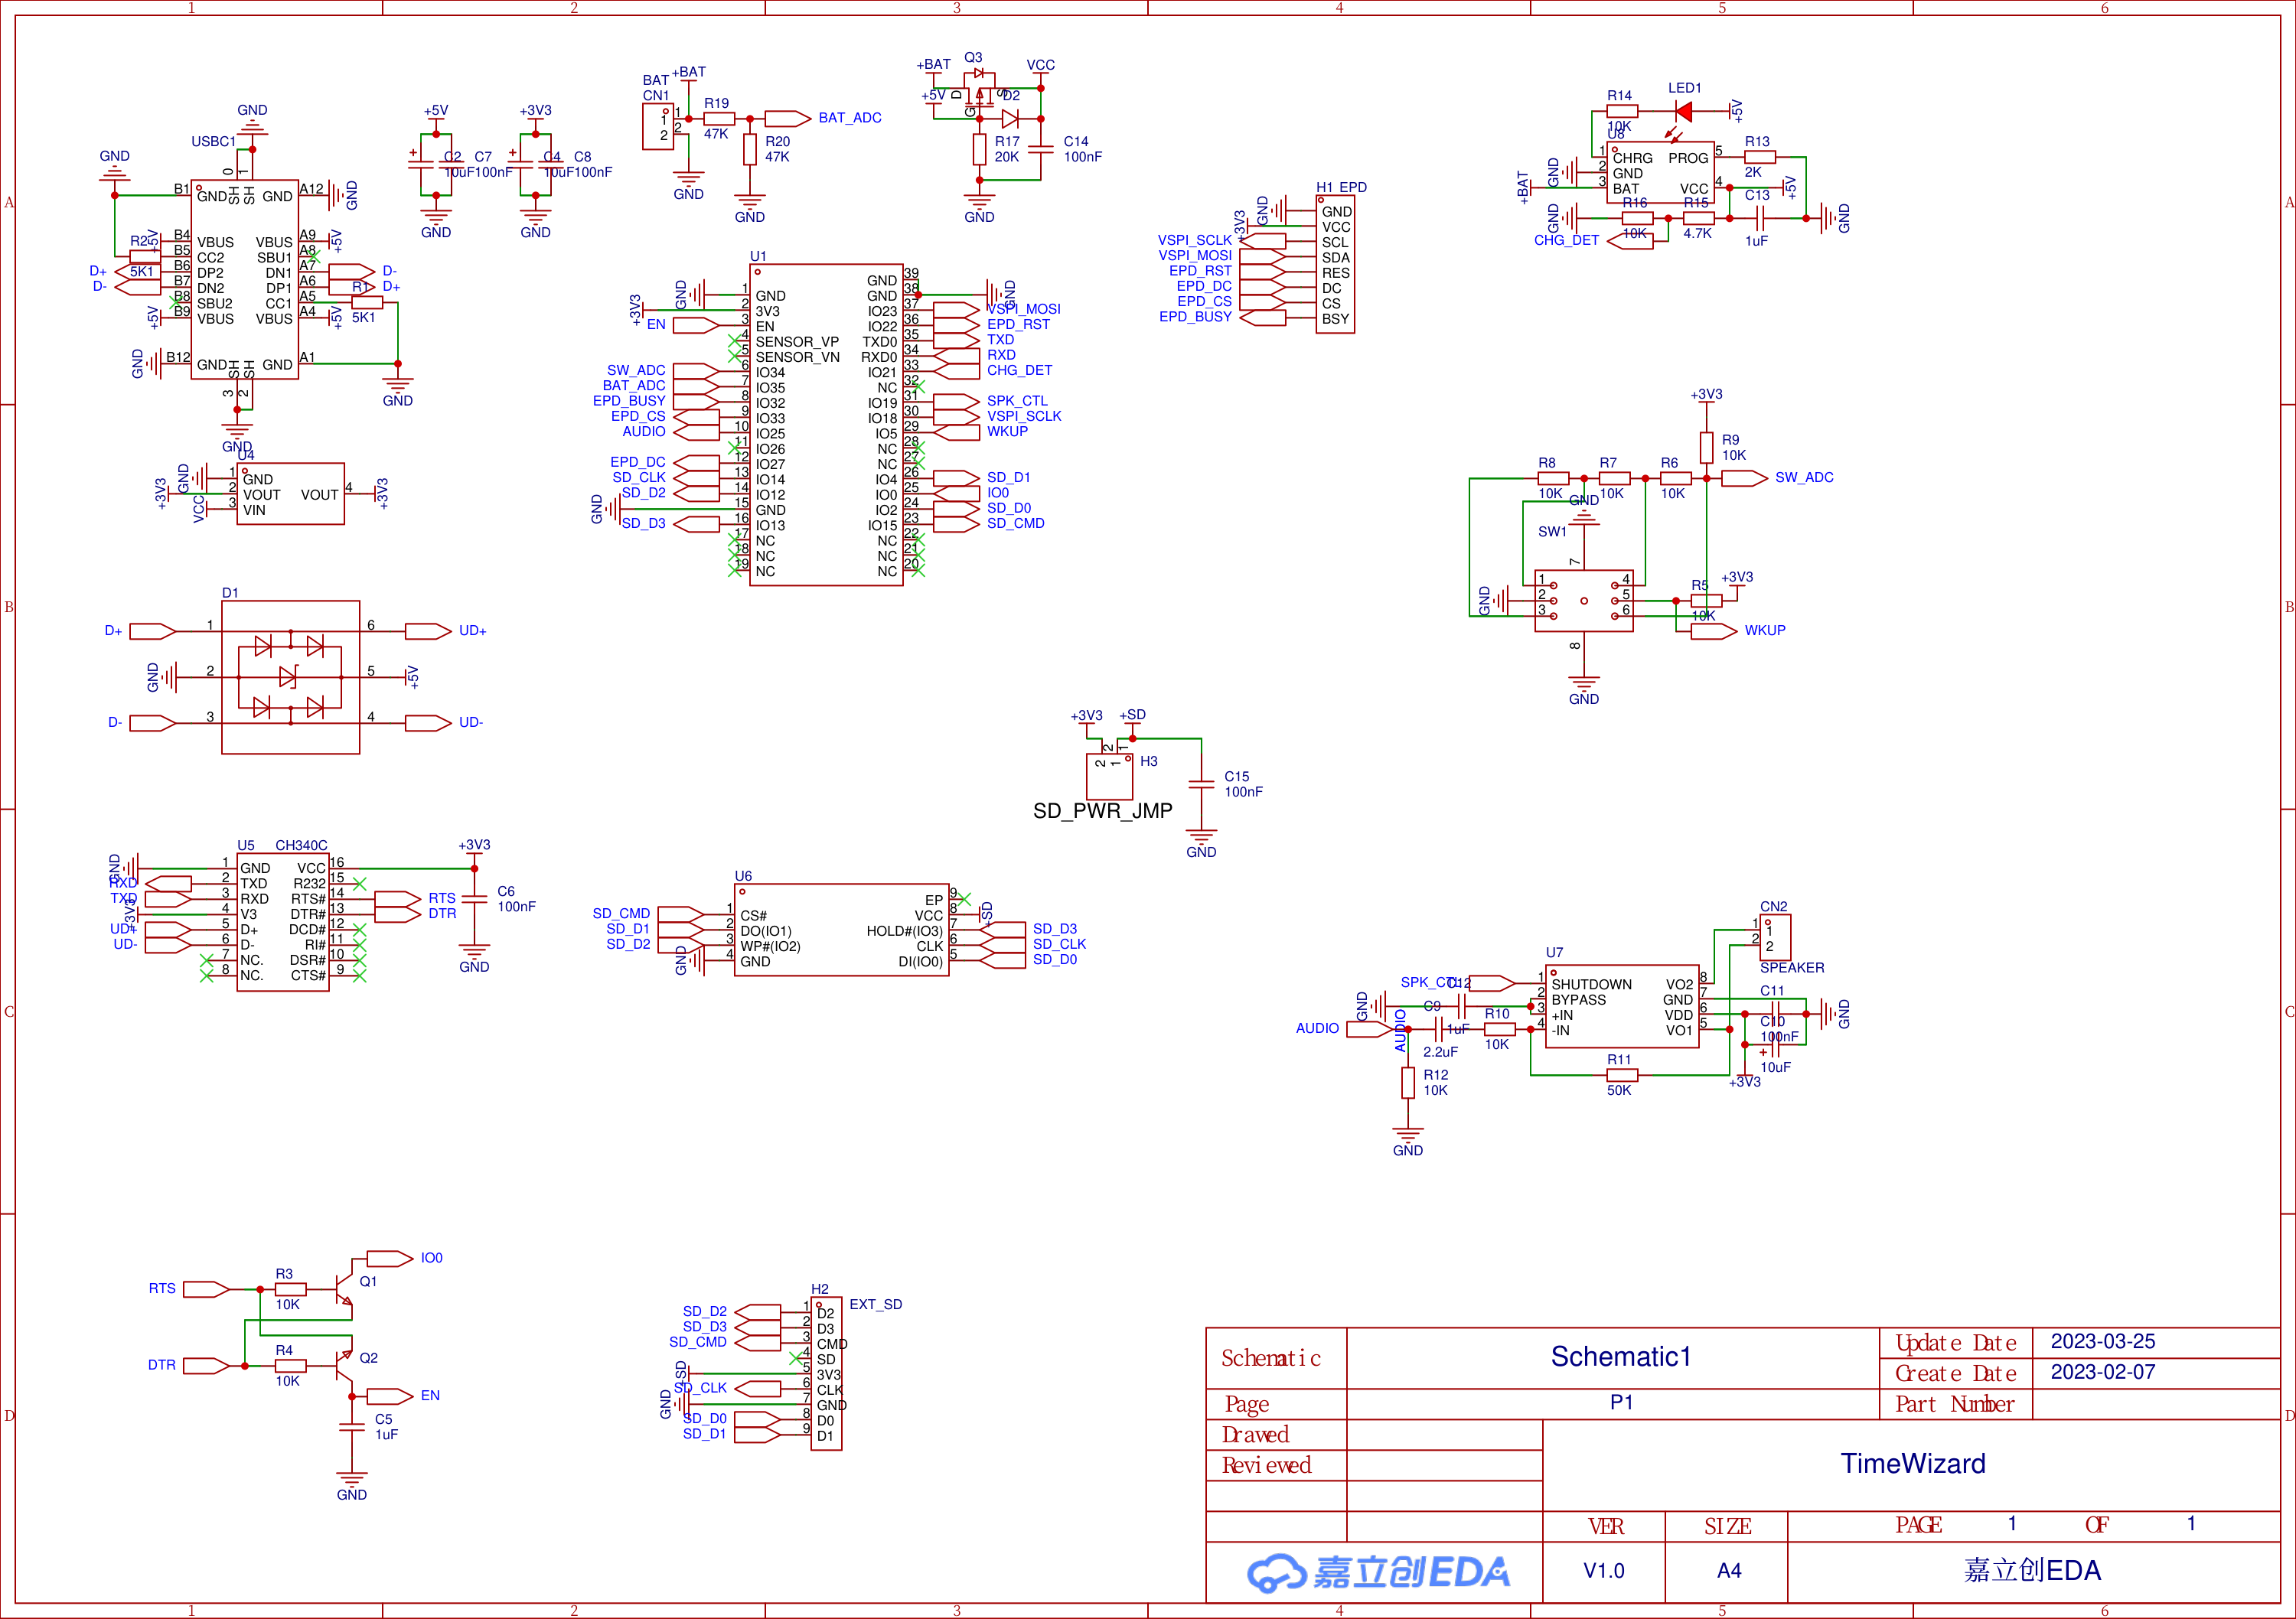 1 2 3 4 5 6
A
B
C
D
GND
USBC1
GND
0 1
SH SH
B1 GND GND A12 GND
R2
5K1
+5V B4 VBUS VBUS A9 +5V
B5 CC2 SBU1 A8
D+ B6 DP2 DN1 A7 D-
D- B7 DN2 DP1 A6 D+
B8 SBU2 CC1 A5 R1
5K1
+5V B9 VBUS VBUS A4 +5V
GND B12 GND GND A1
SH SH
3 2
GND
GND
+5V
C2 C7
10uF 100nF
GND
+3V3
C4 C8
10uF 100nF
GND
BAT +BAT
CN1
1 1
2 2
R19
47K
BAT_ADC
R20
47K
GND
GND
+BAT Q3 VCC
+5V D G S D2
R17
20K
C14
100nF
GND
H1 EPD
GND GND
+3V3 VCC
VSPI_SCLK SCL
VSPI_MOSI SDA
EPD_RST RES
EPD_DC DC
EPD_CS CS
EPD_BUSY BSY
LED1
R14
10K
+5V
U8
1 CHRG PROG 5
GND 2 GND
+BAT 3 BAT VCC 4 +5V
R13
2K
C13
1uF
GND R16
10K
R15
4.7K
GND
CHG_DET
U1
GND 39
GND 1 GND GND 38 GND
+3V3 2 3V3 IO23 37 VSPI_MOSI
EN 3 EN IO22 36 EPD_RST
4 SENSOR_VP TXD0 35 TXD
5 SENSOR_VN RXD0 34 RXD
SW_ADC 6 IO34 IO21 33 CHG_DET
BAT_ADC 7 IO35 NC 32
EPD_BUSY 8 IO32 IO19 31 SPK_CTL
EPD_CS 9 IO33 IO18 30 VSPI_SCLK
AUDIO 10 IO25 IO5 29 WKUP
11 IO26 NC 28
EPD_DC 12 IO27 NC 27
SD_CLK 13 IO14 IO4 26 SD_D1
SD_D2 14 IO12 IO0 25 IO0
GND 15 GND IO2 24 SD_D0
SD_D3 16 IO13 IO15 23 SD_CMD
17 NC NC 22
18 NC NC 21
19 NC NC 20
U4
GND 1 GND
+3V3 2 VOUT VOUT 4 +3V3
VCC 3 VIN
+3V3
R9
10K
R8 R7 R6 SW_ADC
10K 10K 10K
GND
SW1
7
1 4
GND 2 5
3 6
R5
10K
+3V3
WKUP
8
GND
D1
D+ 1 6 UD+
GND 2 5 +5V
D- 3 4 UD-
+3V3 +SD
2 1
2 1
H3
C15
100nF
SD_PWR_JMP
GND
U5 CH340C
GND 1 GND VCC 16
RXD 2 TXD R232 15
TXD 3 RXD RTS# 14 RTS
+3V3 4 V3 DTR# 13 DTR
UD+ 5 D+ DCD# 12
UD- 6 D- RI# 11
7 NC. DSR# 10
8 NC. CTS# 9
+3V3
C6
100nF
GND
U6
EP 9
SD_CMD 1 CS# VCC 8 +SD
SD_D1 2 DO(IO1) HOLD#(IO3) 7 SD_D3
SD_D2 3 WP#(IO2) CLK 6 SD_CLK
GND 4 GND DI(IO0) 5 SD_D0
CN2
1 1
2 2
SPEAKER
U7
SPK_CTL 1 SHUTDOWN VO2 8
2 BYPASS GND 7
3 +IN VDD 6
4 -IN VO1 5
GND
C12
1uF
AUDIO
AUDIO
C9
2.2uF
R10
10K
R12
10K
GND
R11
50K
C11
100nF
C10
10uF
GND
+3V3
IO0
RTS R3
10K
Q1
DTR R4
10K
Q2
EN
C5
1uF
GND
H2
EXT_SD
SD_D2 1 D2
SD_D3 2 D3
SD_CMD 3 CMD
4 SD
+SD 5 3V3
SD_CLK 6 CLK
GND 7 GND
SD_D0 8 D0
SD_D1 9 D1
Schematic Schematic1 Update Date 2023-03-25
Create Date 2023-02-07
Page P1 Part Number
Drawed
Reviewed
TimeWizard
VER SIZE PAGE 1 OF 1
嘉立创EDA V1.0 A4 嘉立创EDA
A
B
C
D
1 2 3 4 5 6